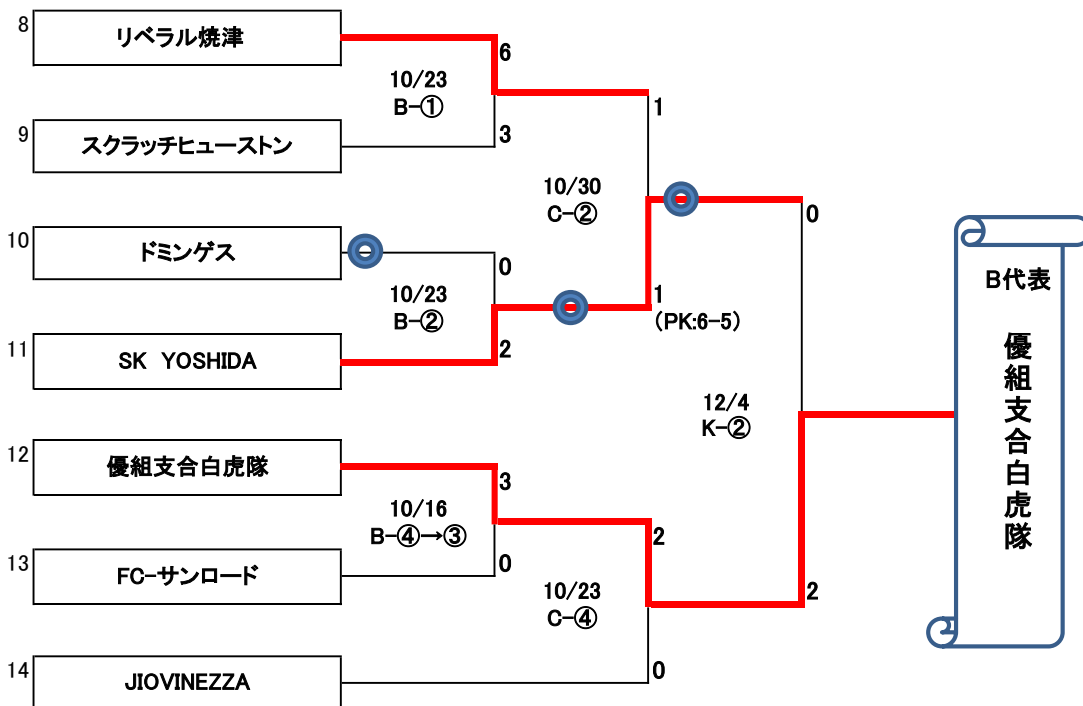 8
リベラル焼津
6
10/23
B-①
9
スクラッチヒューストン
3
1
10/30
C-②
10
ドミンゲス
0
10/23
B-②
11
SK YOSHIDA
2
1
(PK:6-5)
0
12/4
K-②
12
優組支合白虎隊
3
10/16
B-④→③
13
FC-サンロード
0
2
10/23
C-④
14
JIOVINEZZA
0
2
B代表
優組支合白虎隊